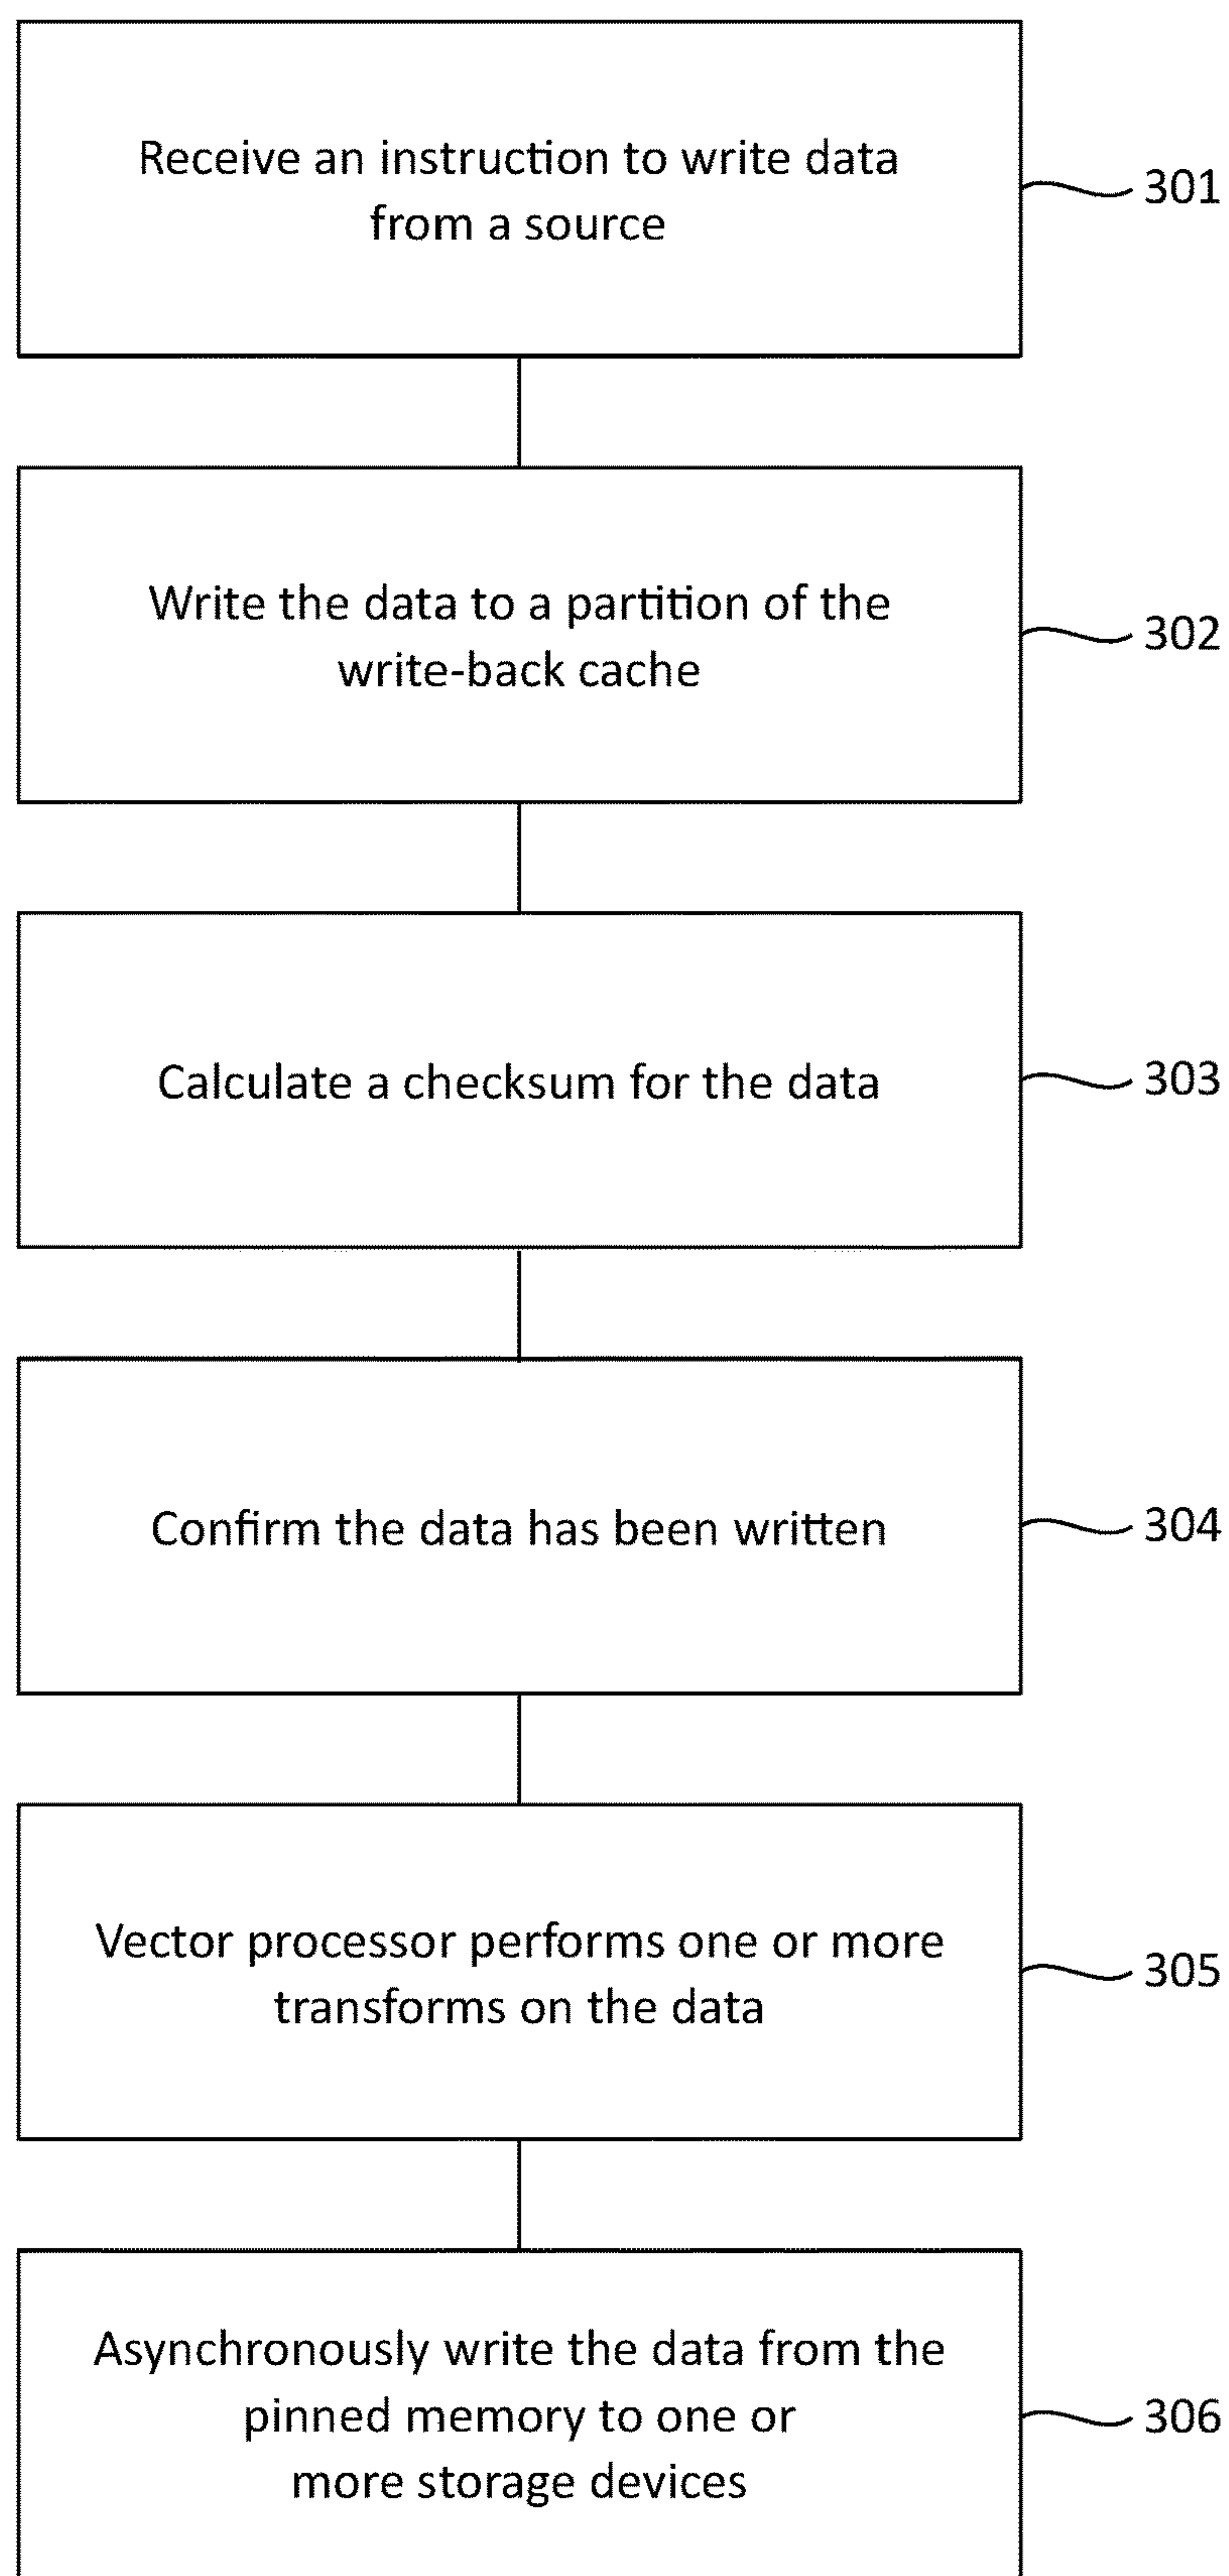 Receive an instruction to write data
from a source
301
Write the data to a partition of the
write-back cache
302
Calculate a checksum for the data
303
Confirm the data has been written
304
Vector processor performs one or more
transforms on the data
305
Asynchronously write the data from the
pinned memory to one or
more storage devices
306